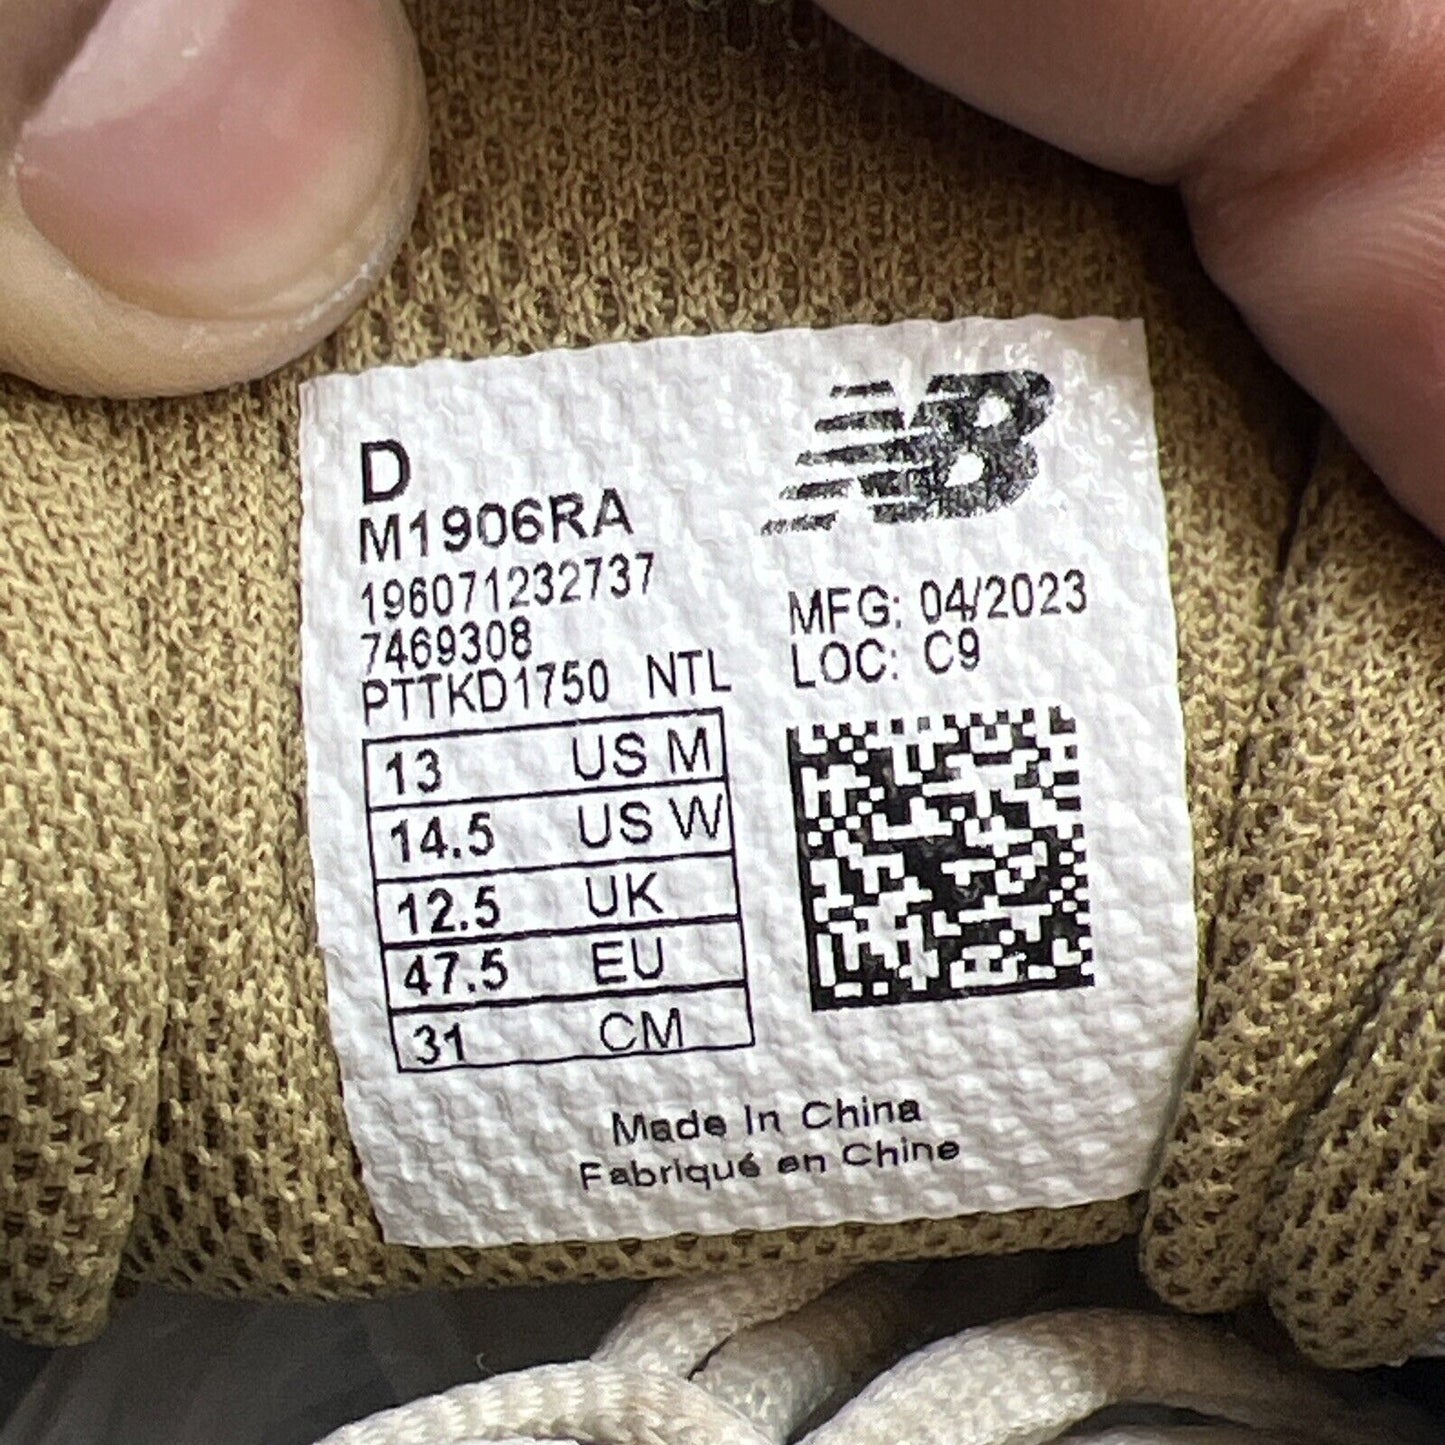 D
M1906RA
196071232737
7469308
PTTKD1750 NTL
NB
MFG: 04/2023
LOC: C9
13 US M
14.5 US W
12.5 UK
47.5 EU
31 CM
Made In China
Fabriqué en Chine